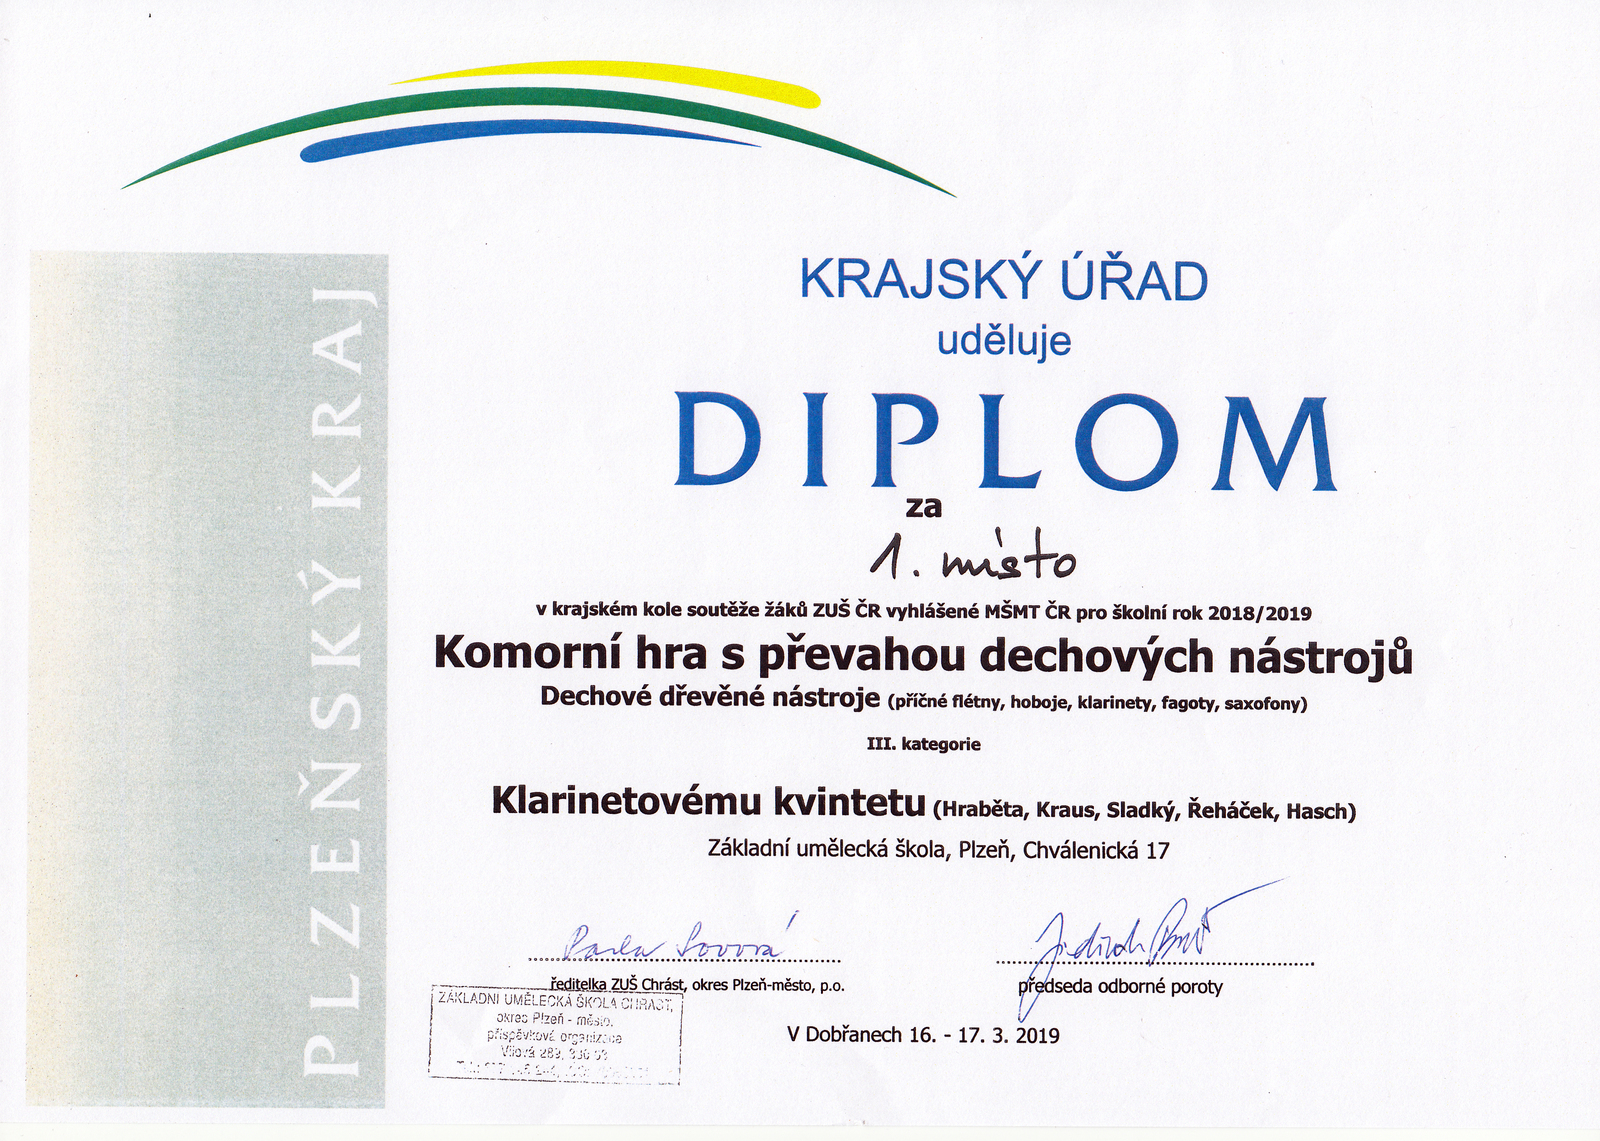 PLZEŇSKÝ KRAJ
KRAJSKÝ ÚŘAD
uděluje
DIPLOM
za
1. místo
v krajském kole soutěže žáků ZUŠ ČR vyhlášené MŠMT ČR pro školní rok 2018/2019
Komorní hra s převahou dechových nástrojů
Dechové dřevěné nástroje (příčné flétny, hoboje, klarinety, fagoty, saxofony)
III. kategorie
Klarinetovému kvintetu (Hraběta, Kraus, Sladký, Řeháček, Hasch)
Základní umělecká škola, Plzeň, Chválenická 17
Pavla Sovová
Jindřich
ředitelka ZUŠ Chrást, okres Plzeň-město, p.o.
předseda odborné poroty
ZÁKLADNÍ UMĚLECKÁ ŠKOLA CHRÁST,
okres Plzeň - město,
příspěvková organizace
V Dobřanech 16. - 17. 3. 2019